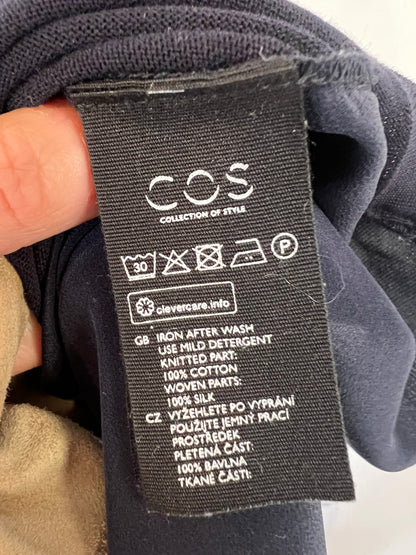 COS
COLLECTION OF STYLE
30 P
clevercare.info
GB IRON AFTER WASH
USE MILD DETERGENT
KNITTED PART:
100% COTTON
WOVEN PARTS:
100% SILK
CZ VYŽEHLETE PO VYPRÁNÍ
POUŽIJTE JEMNÝ PRACÍ
PROSTŘEDEK
PLETENÁ ČÁST:
100% BAVLNA
TKANÉ ČÁSTI: